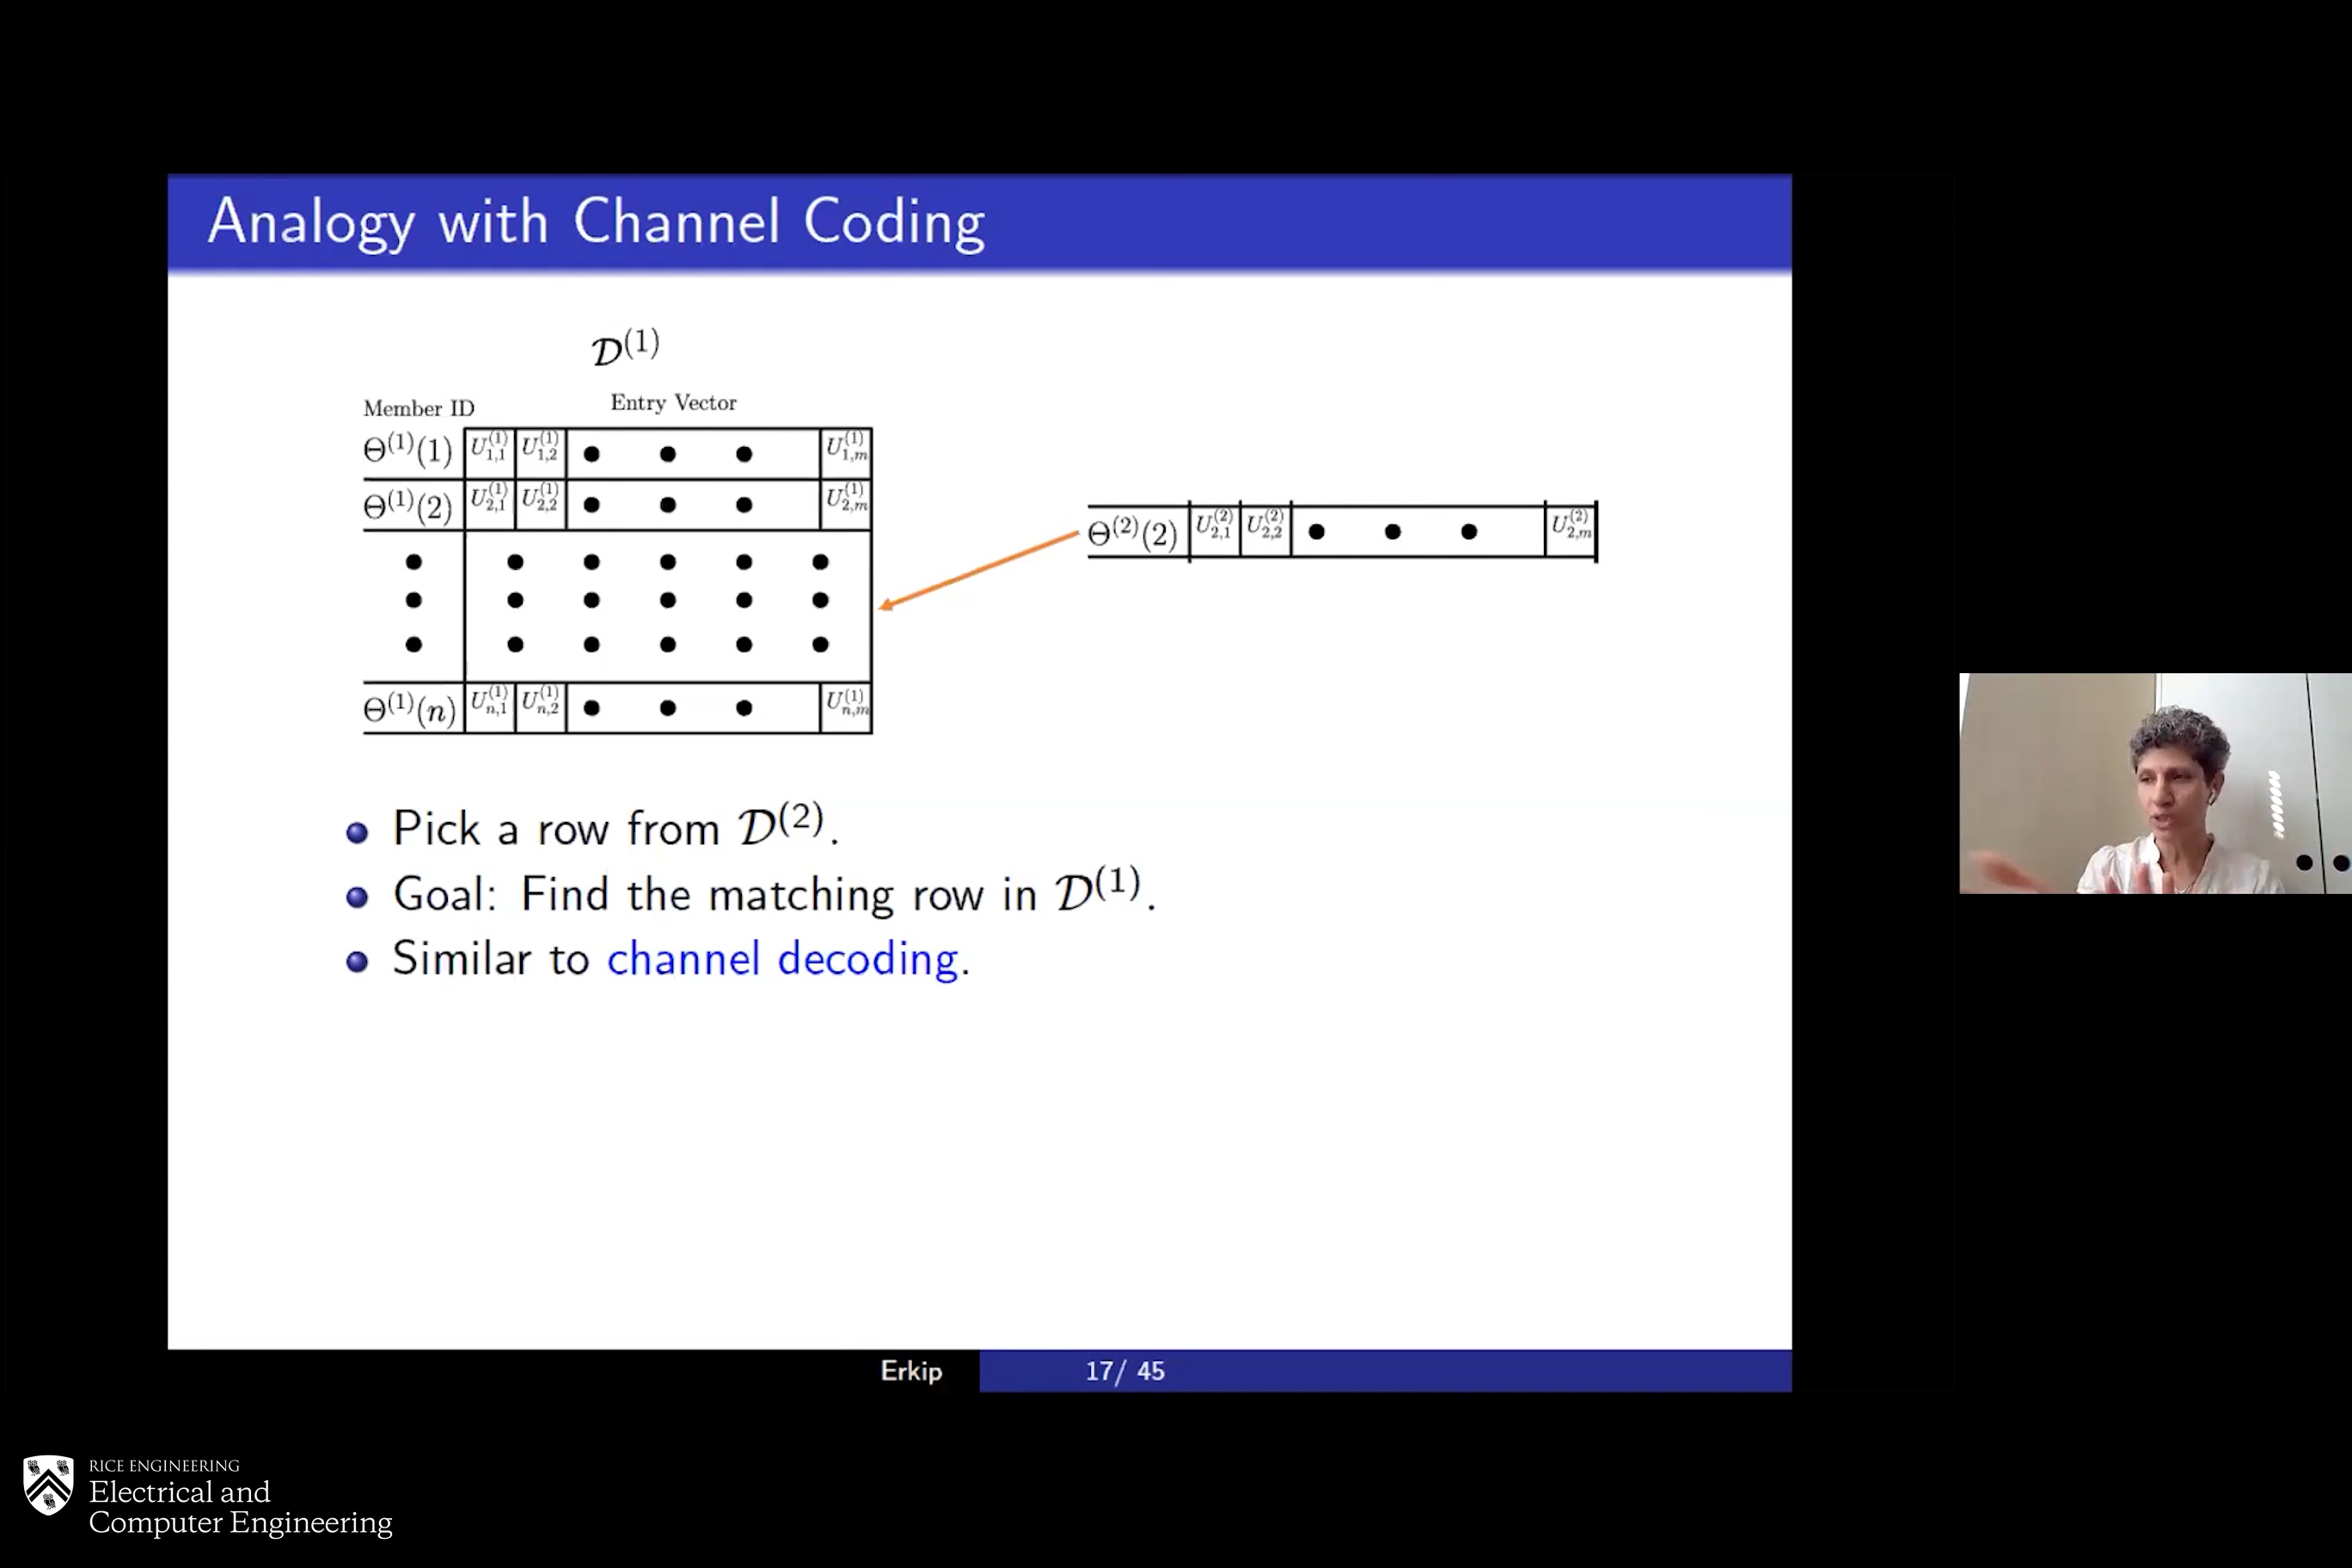 Analogy with Channel Coding
𝒟⁽¹⁾
Member ID Entry Vector
Θ⁽¹⁾(1) U⁽¹⁾₁,₁ U⁽¹⁾₁,₂ ● ● ● U⁽¹⁾₁,ₘ
Θ⁽¹⁾(2) U⁽¹⁾₂,₁ U⁽¹⁾₂,₂ ● ● ● U⁽¹⁾₂,ₘ
Θ⁽²⁾(2) U⁽²⁾₂,₁ U⁽²⁾₂,₂ ● ● ● U⁽²⁾₂,ₘ
Θ⁽¹⁾(n) U⁽¹⁾ₙ,₁ U⁽¹⁾ₙ,₂ ● ● ● U⁽¹⁾ₙ,ₘ
Pick a row from 𝒟⁽²⁾.
Goal: Find the matching row in 𝒟⁽¹⁾.
Similar to channel decoding.
Erkip 17/ 45
RICE ENGINEERING
Electrical and
Computer Engineering